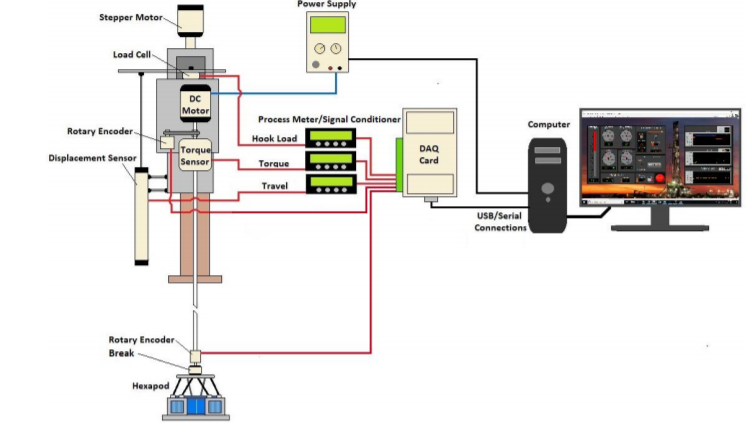 Power Supply
Stepper Motor
Load Cell
DC
Motor
Process Meter/Signal Conditioner
Rotary Encoder
Hook Load
Computer
Displacement Sensor
Torque
Sensor
DAQ
Card
Torque
Travel
USB/Serial
Connections
Rotary Encoder
Break
Hexapod